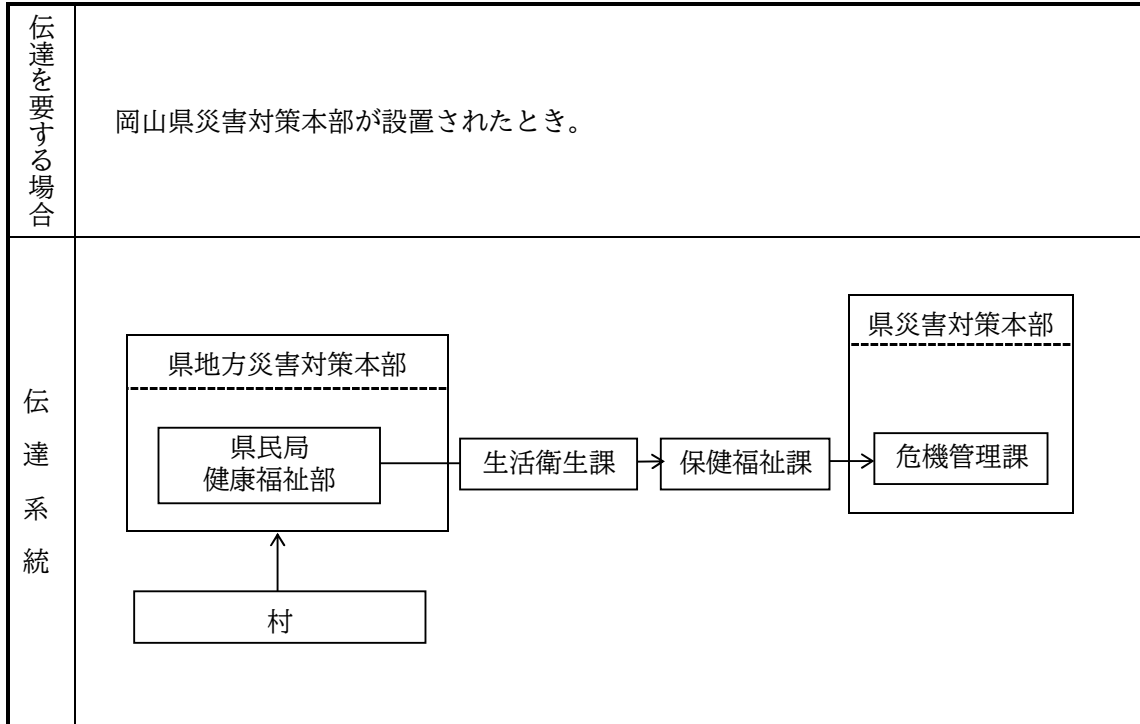 伝達を要する場合
岡山県災害対策本部が設置されたとき。
伝達系統
県災害対策本部
県地方災害対策本部
県民局
健康福祉部
生活衛生課
保健福祉課
危機管理課
村